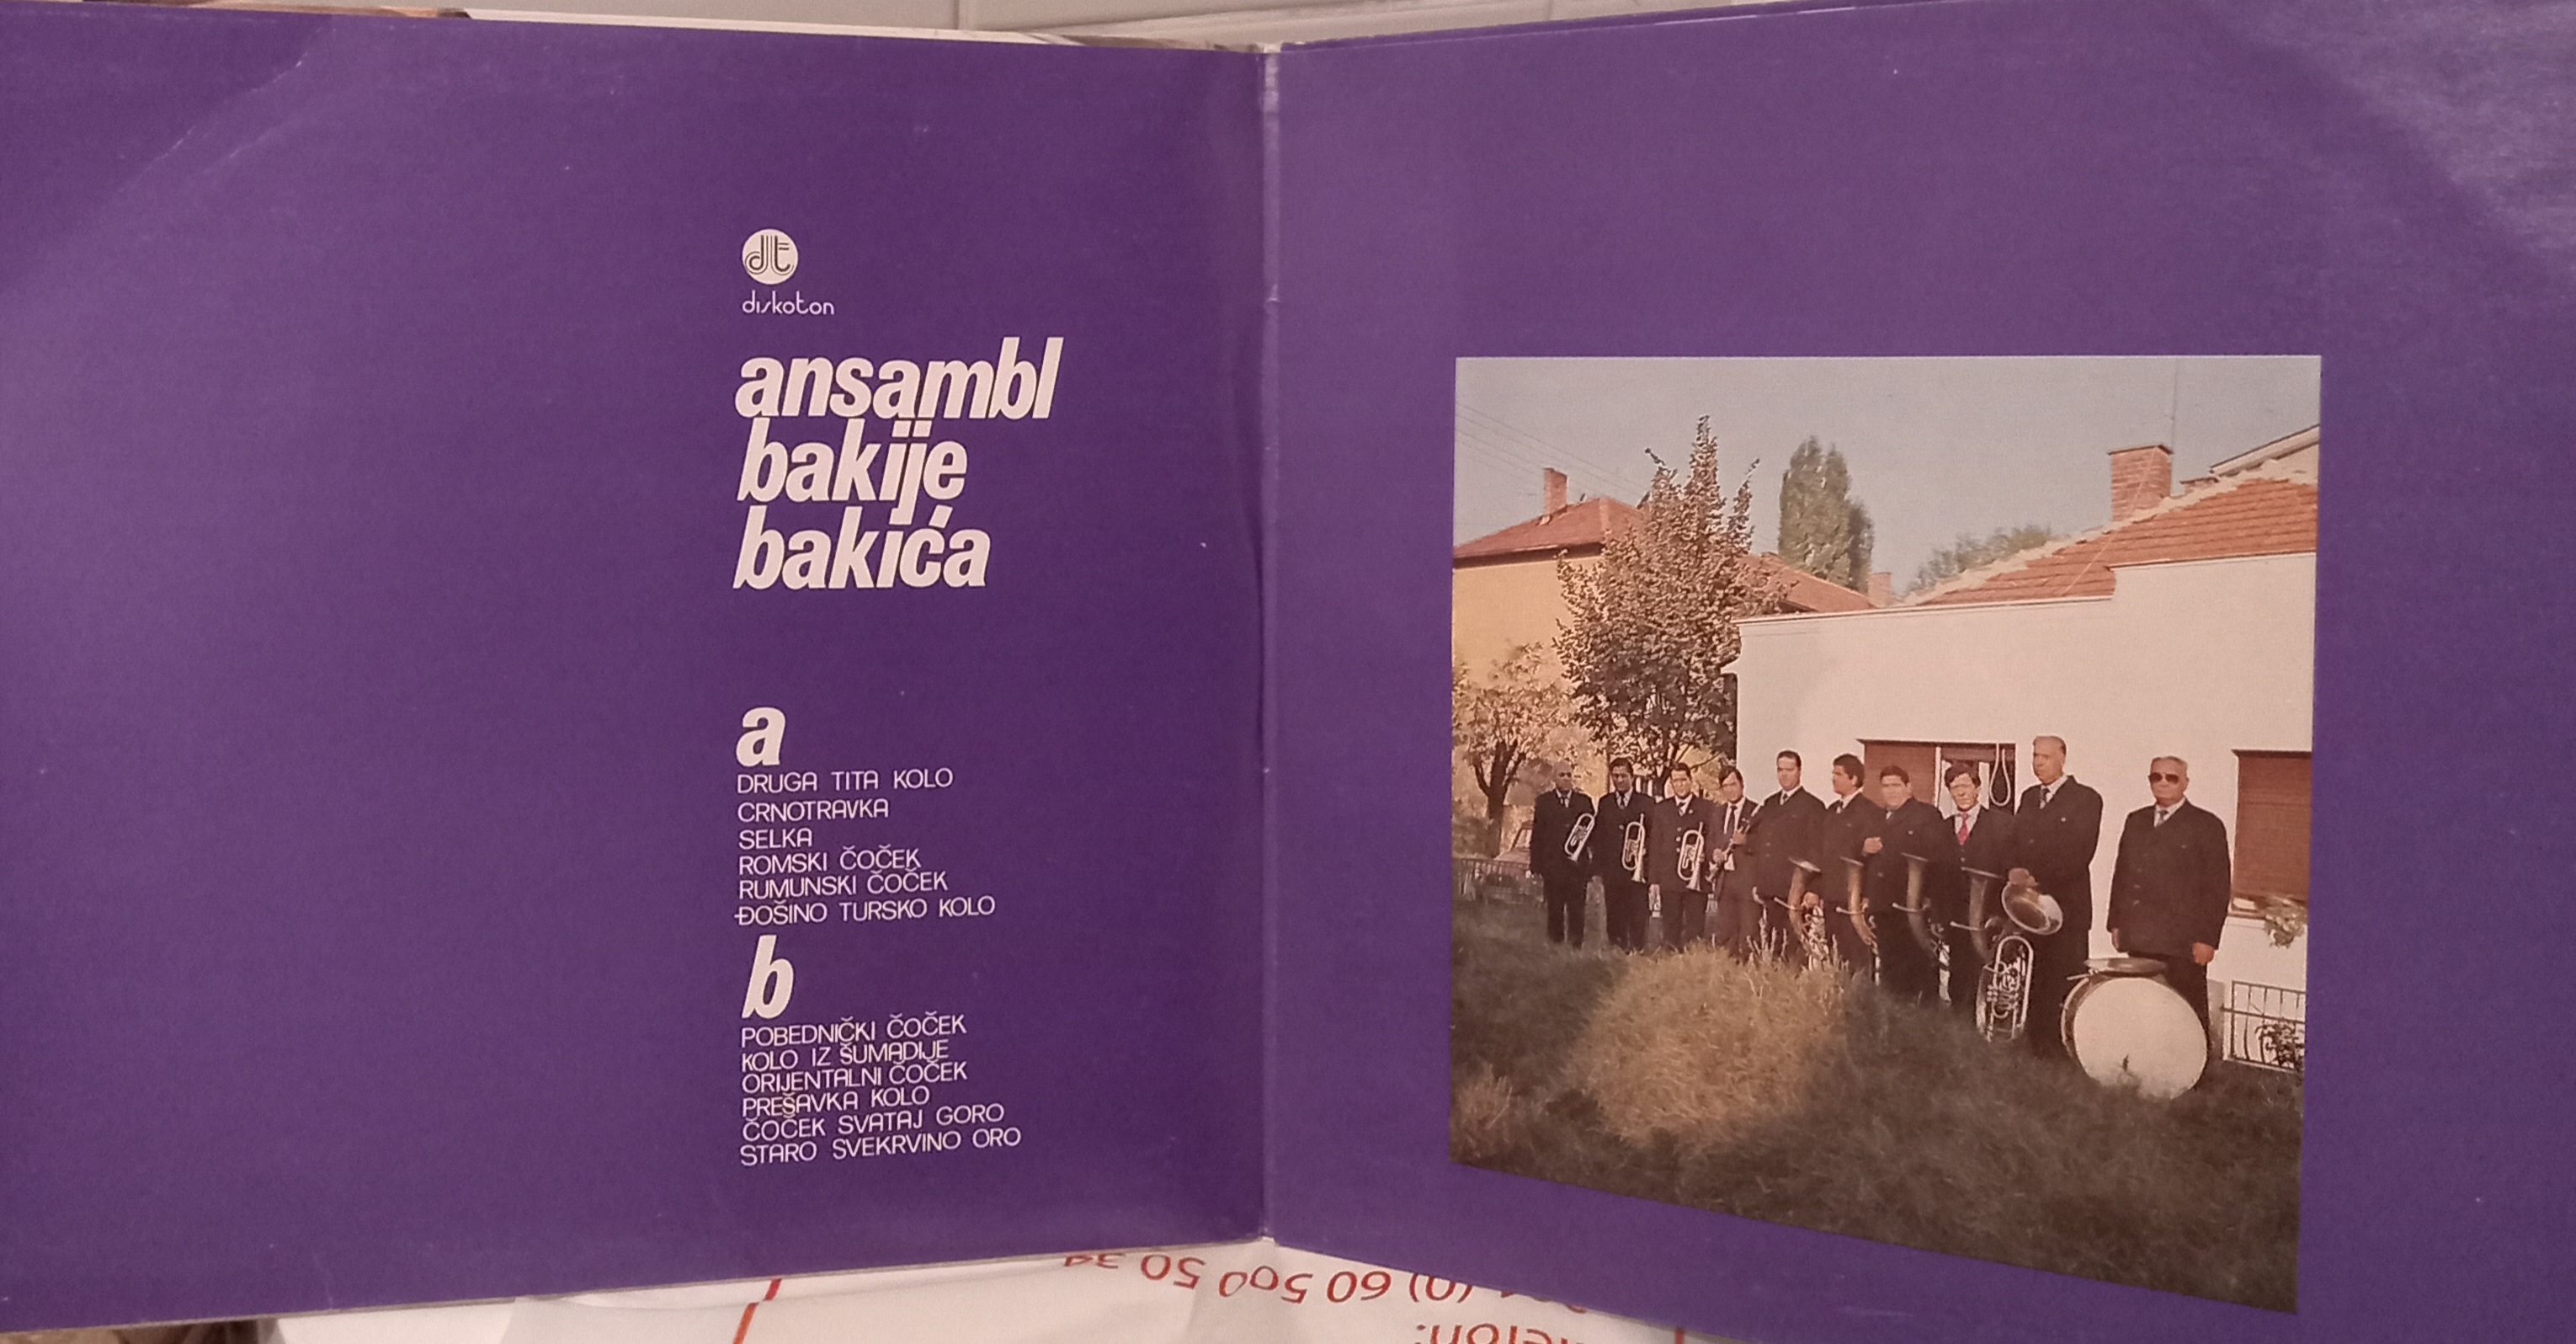 dt
diskoton
ansambl
bakije
bakića
a
DRUGA TITA KOLO
CRNOTRAVKA
SELKA
ROMSKI ČOČEK
RUMUNSKI ČOČEK
ĐOŠINO TURSKO KOLO
b
POBEDNIČKI ČOČEK
KOLO IZ ŠUMADIJE
ORIJENTALNI ČOČEK
PREŠAVKA KOLO
ČOČEK SVATAJ GORO
STARO SVEKRVINO ORO
(0) 60 500 50 39